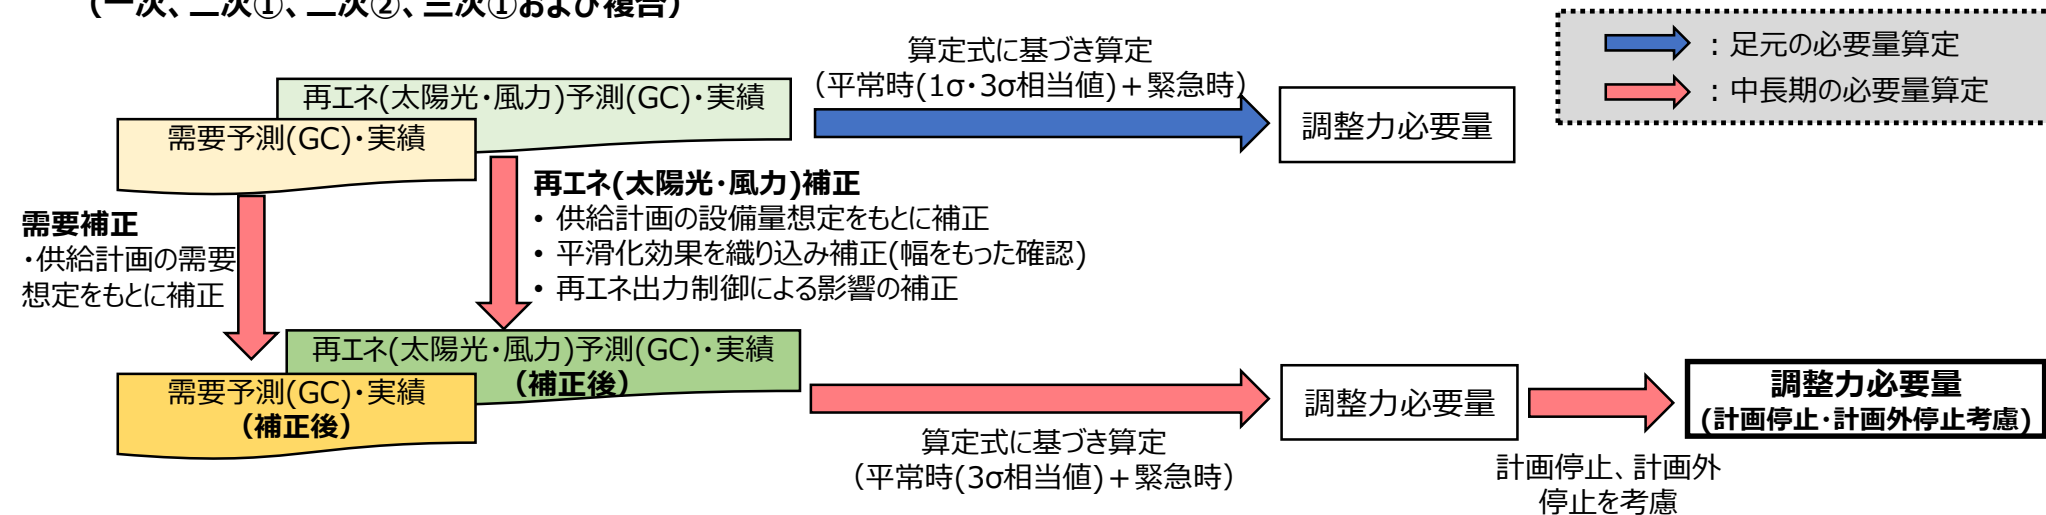 (一次、二次①、二次②、三次①および複合)
:足元の必要量算定
:中長期の必要量算定
算定式に基づき算定
(平常時(1σ・3σ相当値)+緊急時)
再エネ(太陽光・風力)予測(GC)・実績
需要予測(GC)・実績
調整力必要量
需要補正
・供給計画の需要
想定をもとに補正
再エネ(太陽光・風力)補正
• 供給計画の設備量想定をもとに補正
• 平滑化効果を織り込み補正(幅をもった確認)
• 再エネ出力制御による影響の補正
再エネ(太陽光・風力)予測(GC)・実績
(補正後)
需要予測(GC)・実績
(補正後)
算定式に基づき算定
(平常時(3σ相当値)+緊急時)
調整力必要量
計画停止、計画外
停止を考慮
調整力必要量
(計画停止・計画外停止考慮)